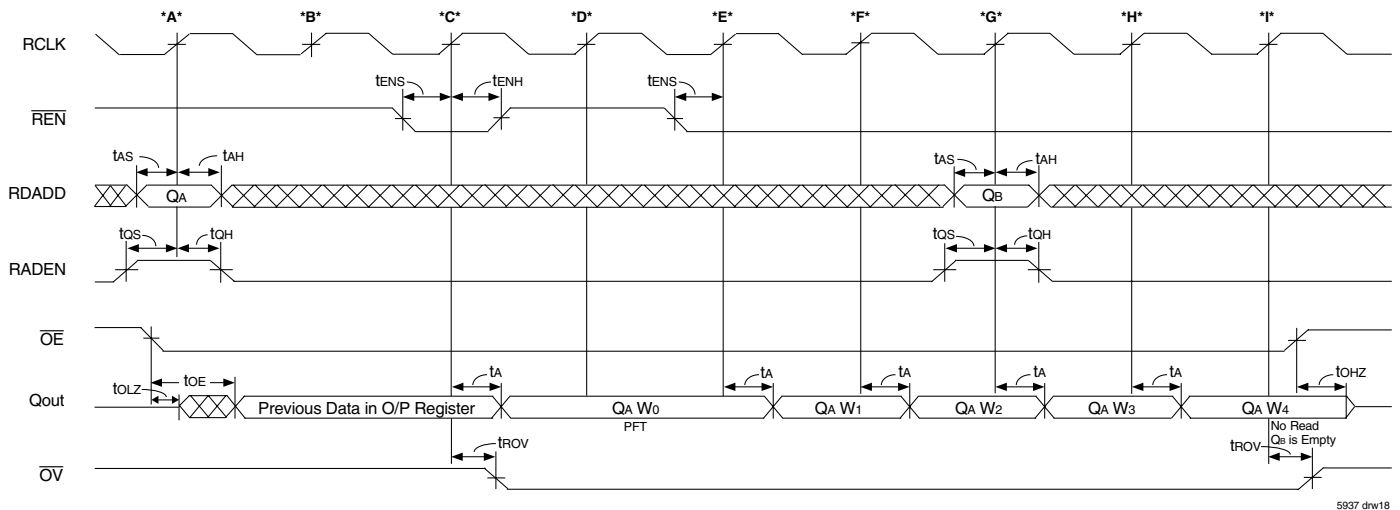 *A* *B* *C* *D* *E* *F* *G* *H* *I*
RCLK
tENS tENH tENS
REN
tAS tAH tAS tAH
RDADD QA QB
tQS tQH tQS tQH
RADEN
OE
tOLZ tOE tA tA tA tA tA tOHZ
Qout Previous Data in O/P Register QA W0 QA W1 QA W2 QA W3 QA W4
PFT No Read
QB is Empty
tROV tROV
OV
5937 drw18